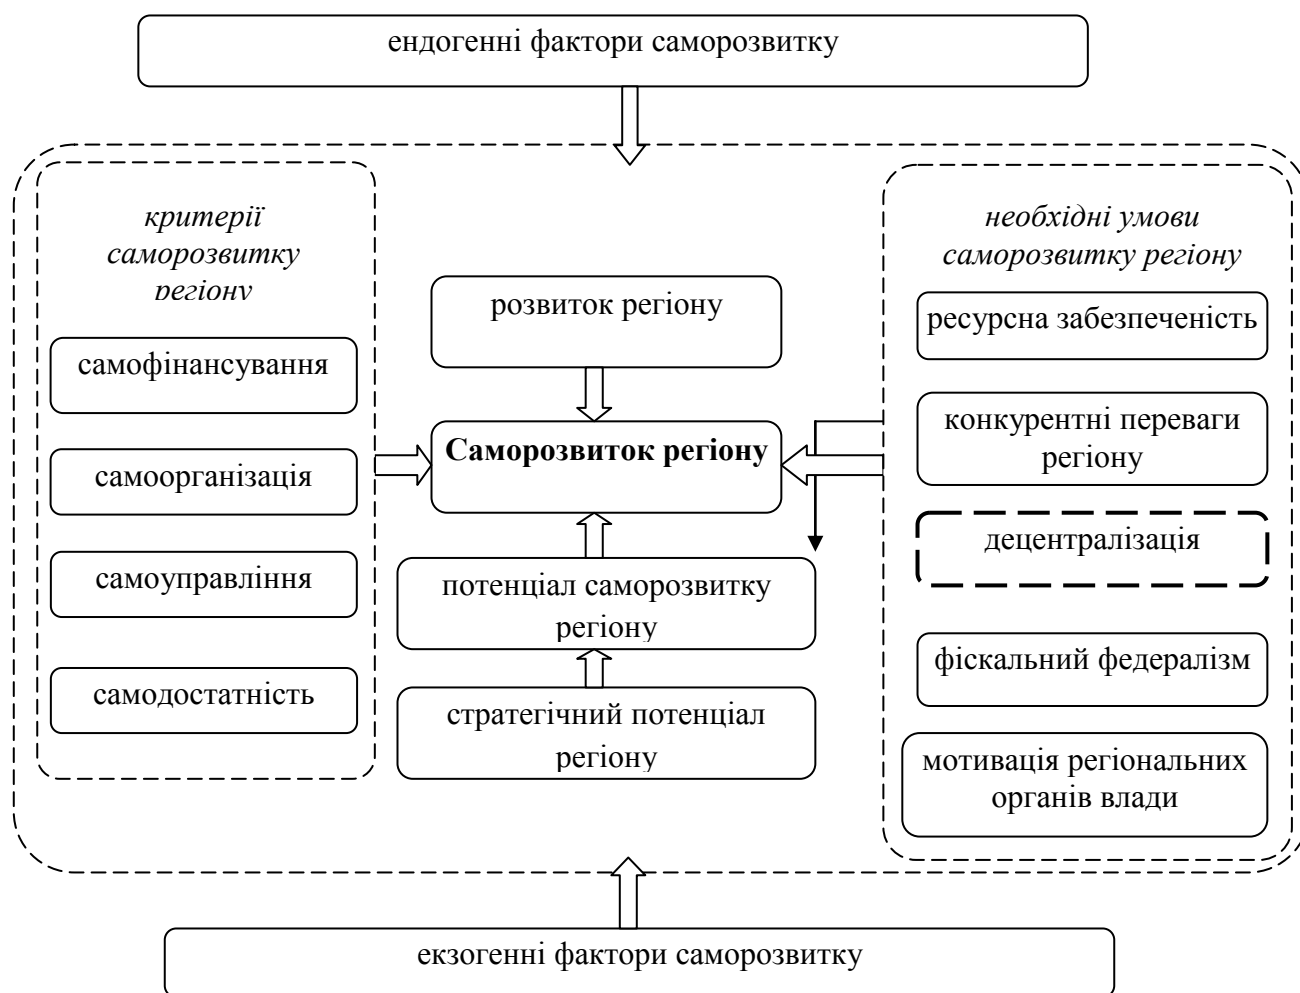 ендогенні фактори саморозвитку
критерії
саморозвитку
регіону
самофінансування
самоорганізація
самоуправління
самодостатність
розвиток регіону
Саморозвиток регіону
потенціал саморозвитку
регіону
стратегічний потенціал
регіону
необхідні умови
саморозвитку регіону
ресурсна забезпеченість
конкурентні переваги
регіону
децентралізація
фіскальний федералізм
мотивація регіональних
органів влади
екзогенні фактори саморозвитку